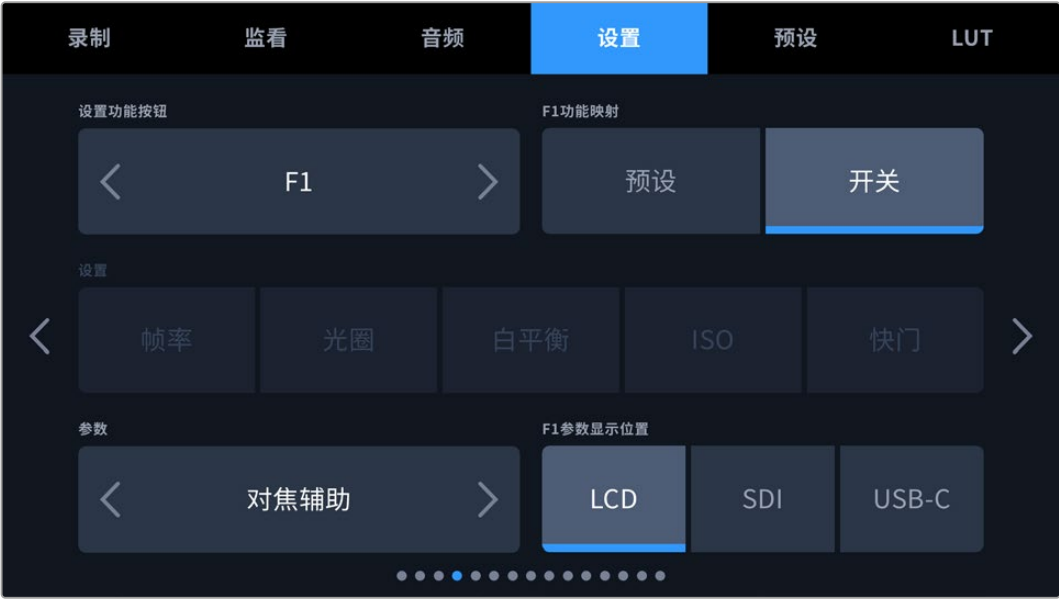 录制 监看 音频 设置 预设 LUT
设置功能按钮 F1功能映射
F1 预设 开关
设置
帧率 光圈 白平衡 ISO 快门
参数 F1参数显示位置
对焦辅助 LCD SDI USB-C